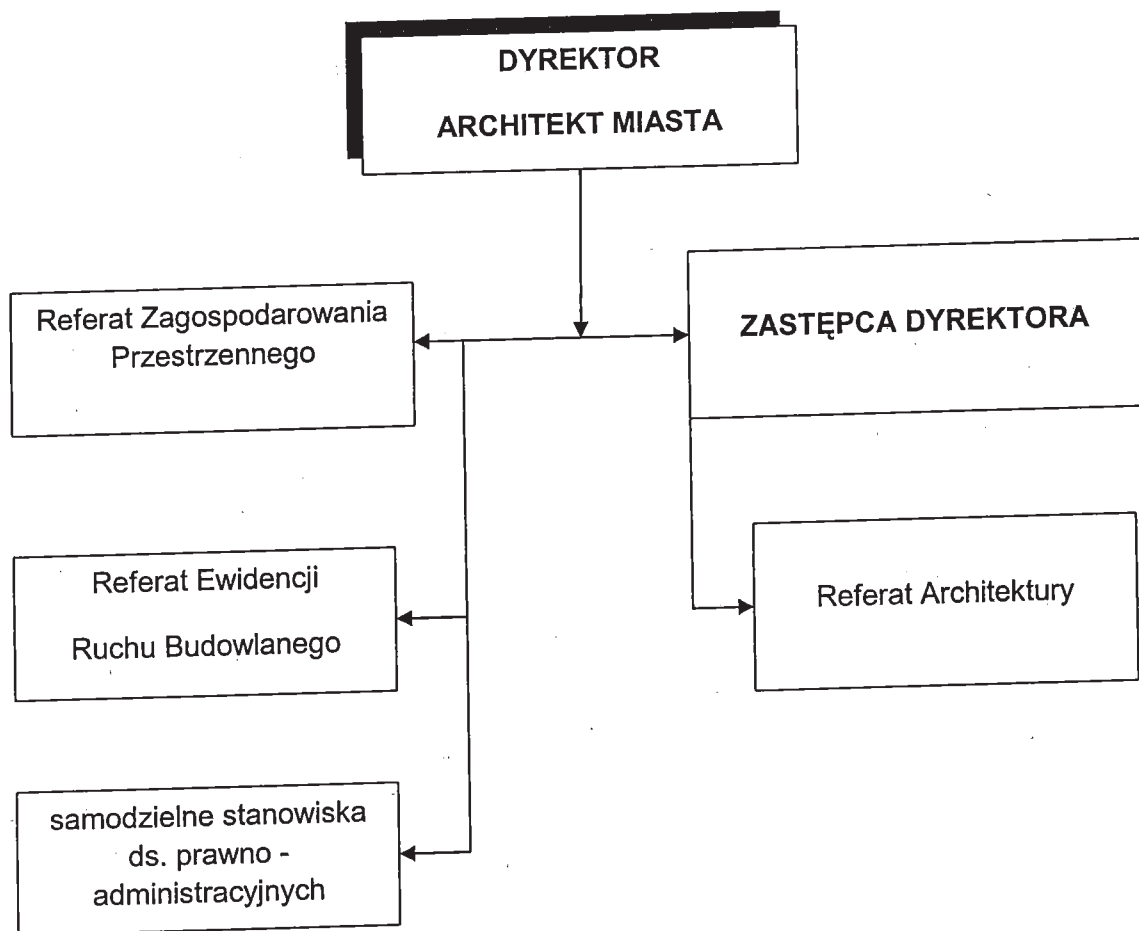 DYREKTOR
ARCHITEKT MIASTA
Referat Zagospodarowania
Przestrzennego
ZASTĘPCA DYREKTORA
Referat Ewidencji
Ruchu Budowlanego
Referat Architektury
samodzielne stanowiska
ds. prawno -
administracyjnych